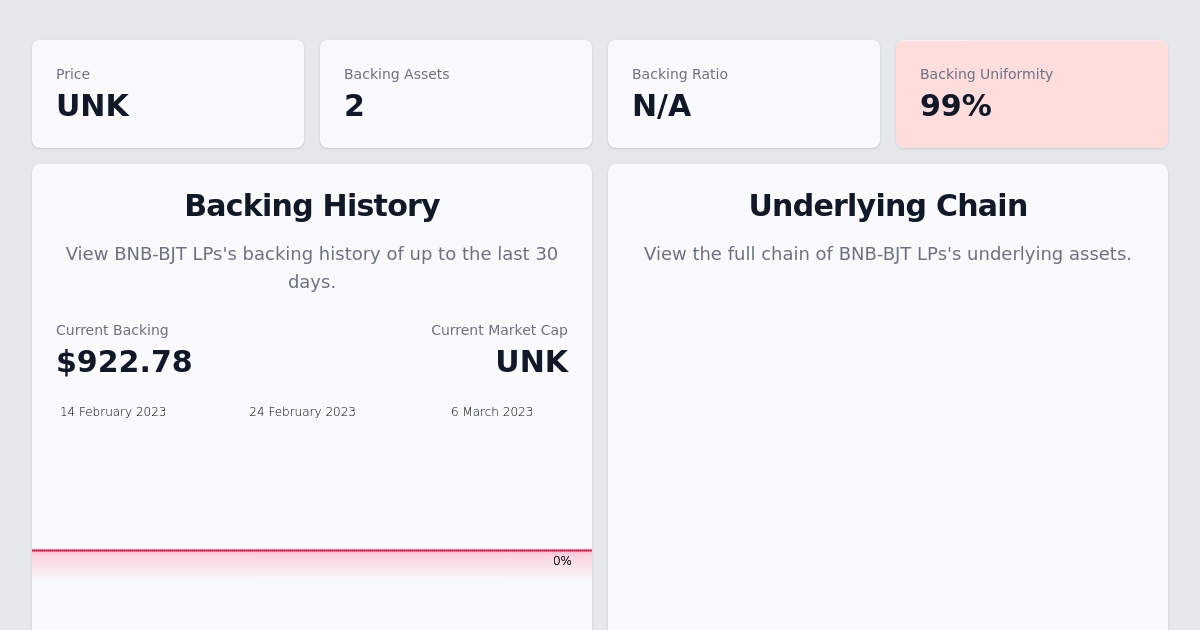 Price
UNK
Backing Assets
2
Backing Ratio
N/A
Backing Uniformity
99%
Backing History
View BNB-BJT LPs's backing history of up to the last 30
days.
Current Backing
$922.78
Current Market Cap
UNK
14 February 2023
24 February 2023
6 March 2023
0%
Underlying Chain
View the full chain of BNB-BJT LPs's underlying assets.